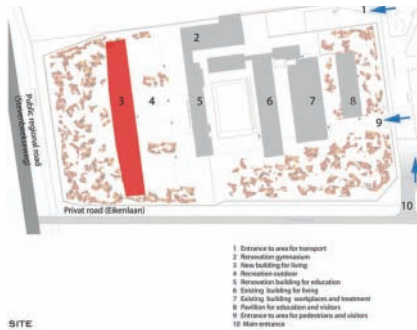 1
2
3
4
5
6
7
8
9
10
Public regional road
Privat road (Eikenlaan)
1 Entrance to area for transport
2 Renovation gymnasium
3 New building for living
4 Recreation outdoor
5 Renovation building for education
6 Existing building for living
7 Existing building workplaces and treatment
8 Pavilion for education and visitors
9 Entrance to area for pedestrians and visitors
10 Main entrance
SITE